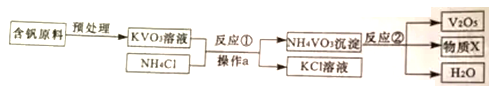 含钒原料
预处理
KVO₃溶液
NH₄Cl
反应①
操作a
NH₄VO₃沉淀
KCl溶液
反应②
V₂O₅
物质X
H₂O